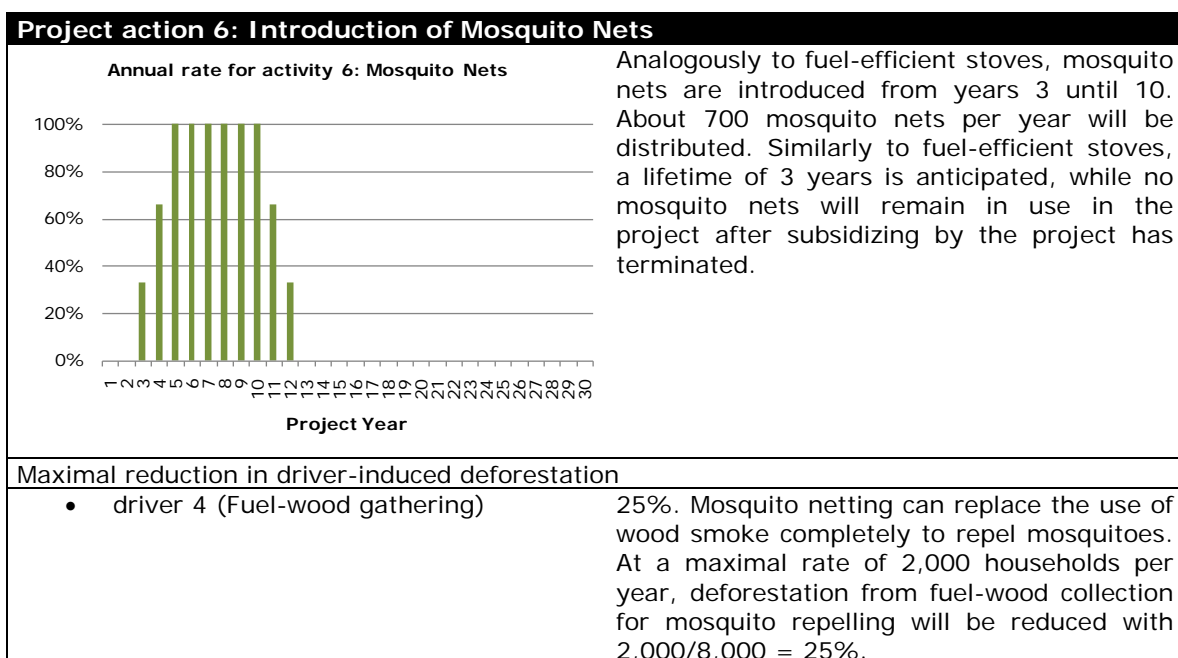 Project action 6: Introduction of Mosquito Nets
Annual rate for activity 6: Mosquito Nets
100%
80%
60%
40%
20%
0%
1 2 3 4 5 6 7 8 9 10 11 12 13 14 15 16 17 18 19 20 21 22 23 24 25 26 27 28 29 30
Project Year
Analogously to fuel-efficient stoves, mosquito
nets are introduced from years 3 until 10.
About 700 mosquito nets per year will be
distributed. Similarly to fuel-efficient stoves,
a lifetime of 3 years is anticipated, while no
mosquito nets will remain in use in the
project after subsidizing by the project has
terminated.
Maximal reduction in driver-induced deforestation
• driver 4 (Fuel-wood gathering)
25%. Mosquito netting can replace the use of
wood smoke completely to repel mosquitoes.
At a maximal rate of 2,000 households per
year, deforestation from fuel-wood collection
for mosquito repelling will be reduced with
2,000/8,000 = 25%.